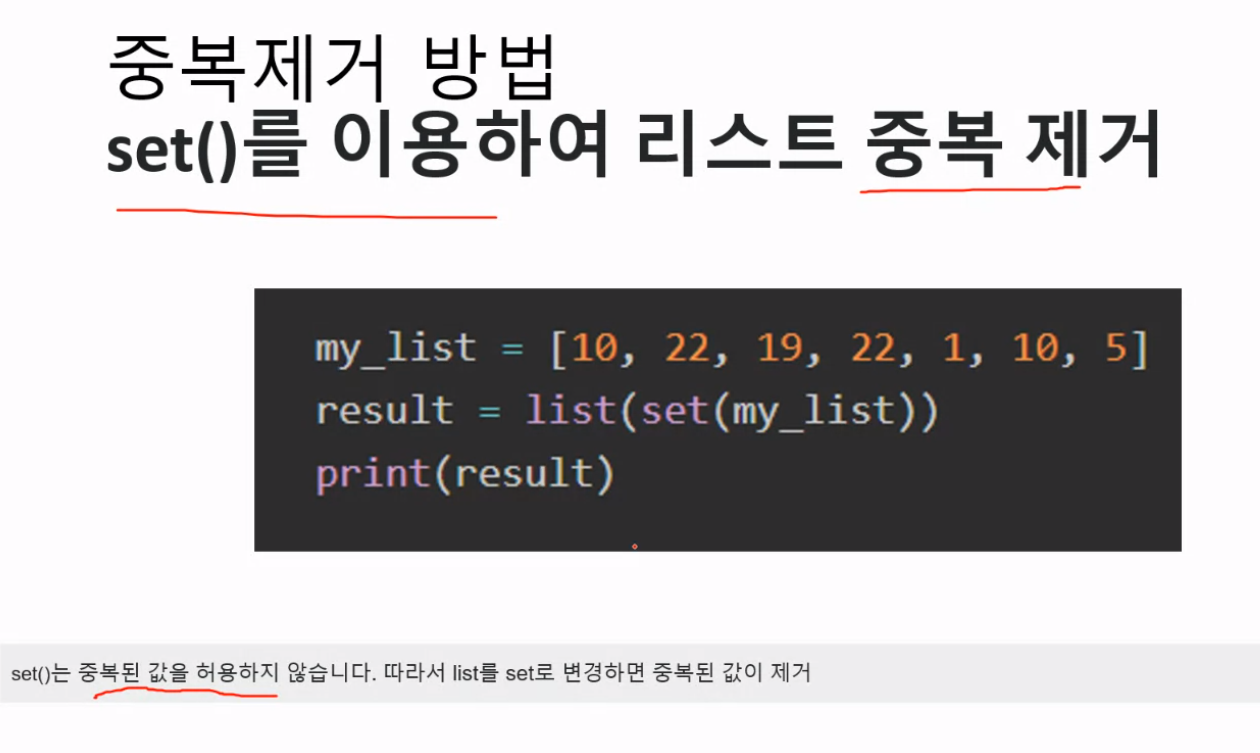 중복제거 방법
set()를 이용하여 리스트 중복 제거
my_list = [10, 22, 19, 22, 1, 10, 5]
result = list(set(my_list))
print(result)
set()는 중복된 값을 허용하지 않습니다. 따라서 list를 set로 변경하면 중복된 값이 제거